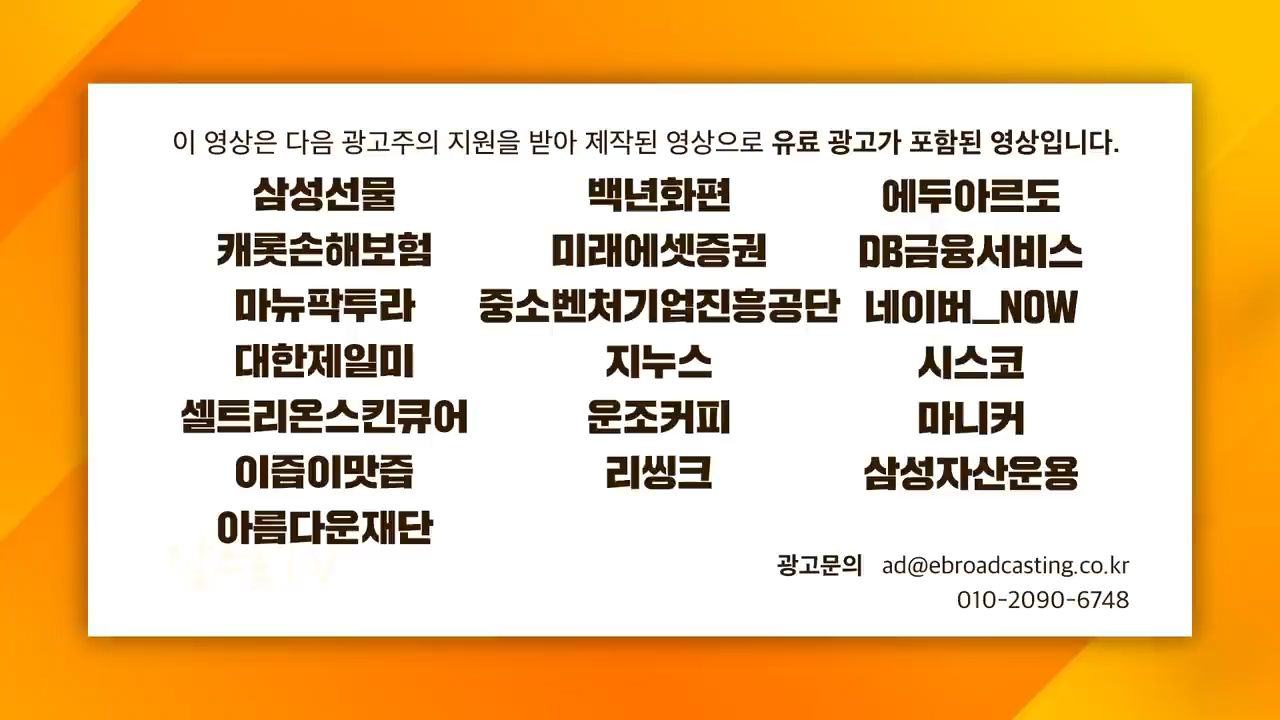 이 영상은 다음 광고주의 지원을 받아 제작된 영상으로 유료 광고가 포함된 영상입니다.
삼성선물 백년화편 에두아르도
캐롯손해보험 미래에셋증권 DB금융서비스
마뉴팍투라 중소벤처기업진흥공단 네이버_NOW
대한제일미 지누스 시스코
셀트리온스킨큐어 운조커피 마니커
이즙이맛즙 리씽크 삼성자산운용
아름다운재단
광고문의 ad@ebroadcasting.co.kr
010-2090-6748